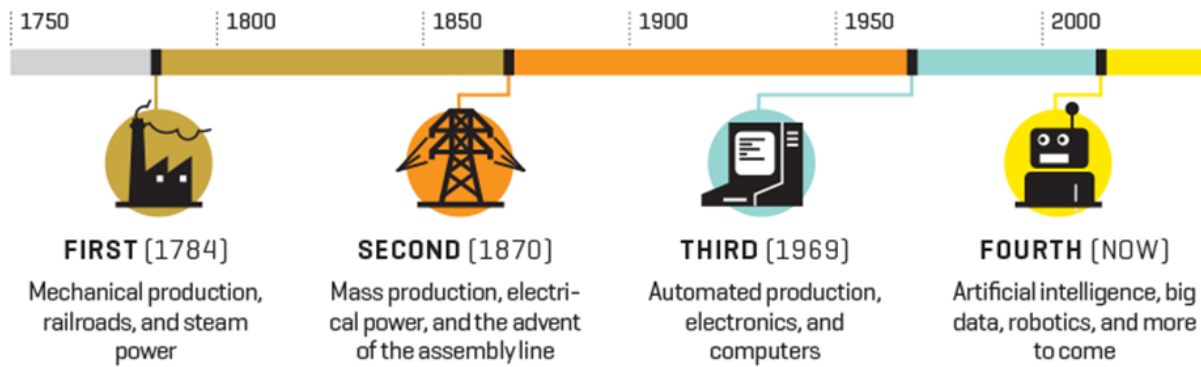 1750
1800
1850
1900
1950
2000
FIRST (1784)
Mechanical production,
railroads, and steam
power
SECOND (1870)
Mass production, electri-
cal power, and the advent
of the assembly line
THIRD (1969)
Automated production,
electronics, and
computers
FOURTH (NOW)
Artificial intelligence, big
data, robotics, and more
to come